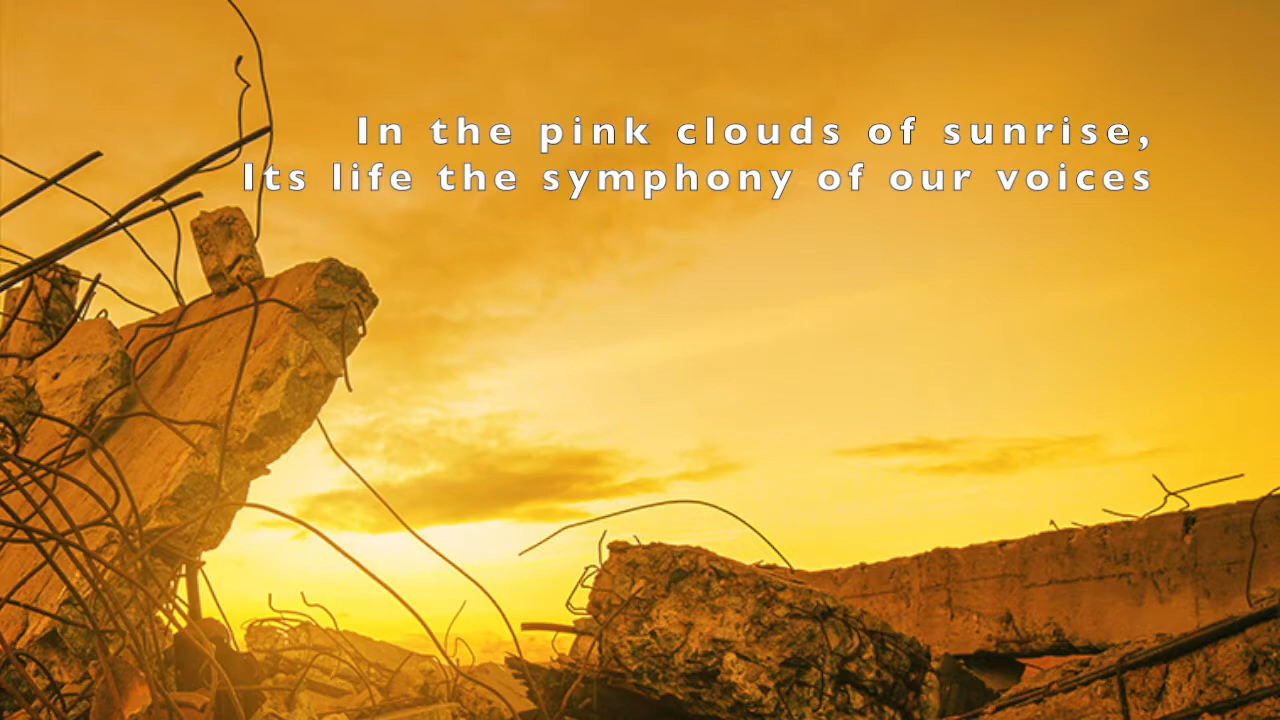 In the pink clouds of sunrise,
Its life the symphony of our voices